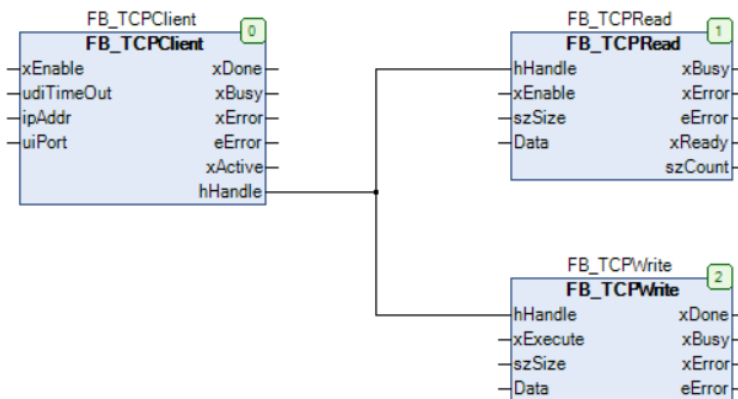 FB_TCPClient
FB_TCPClient 0
xEnable xDone
udiTimeOut xBusy
ipAddr xError
uiPort eError
xActive
hHandle
FB_TCPRead
FB_TCPRead 1
hHandle xBusy
xEnable xError
szSize eError
Data xReady
szCount
FB_TCPWrite
FB_TCPWrite 2
hHandle xDone
xExecute xBusy
szSize xError
Data eError